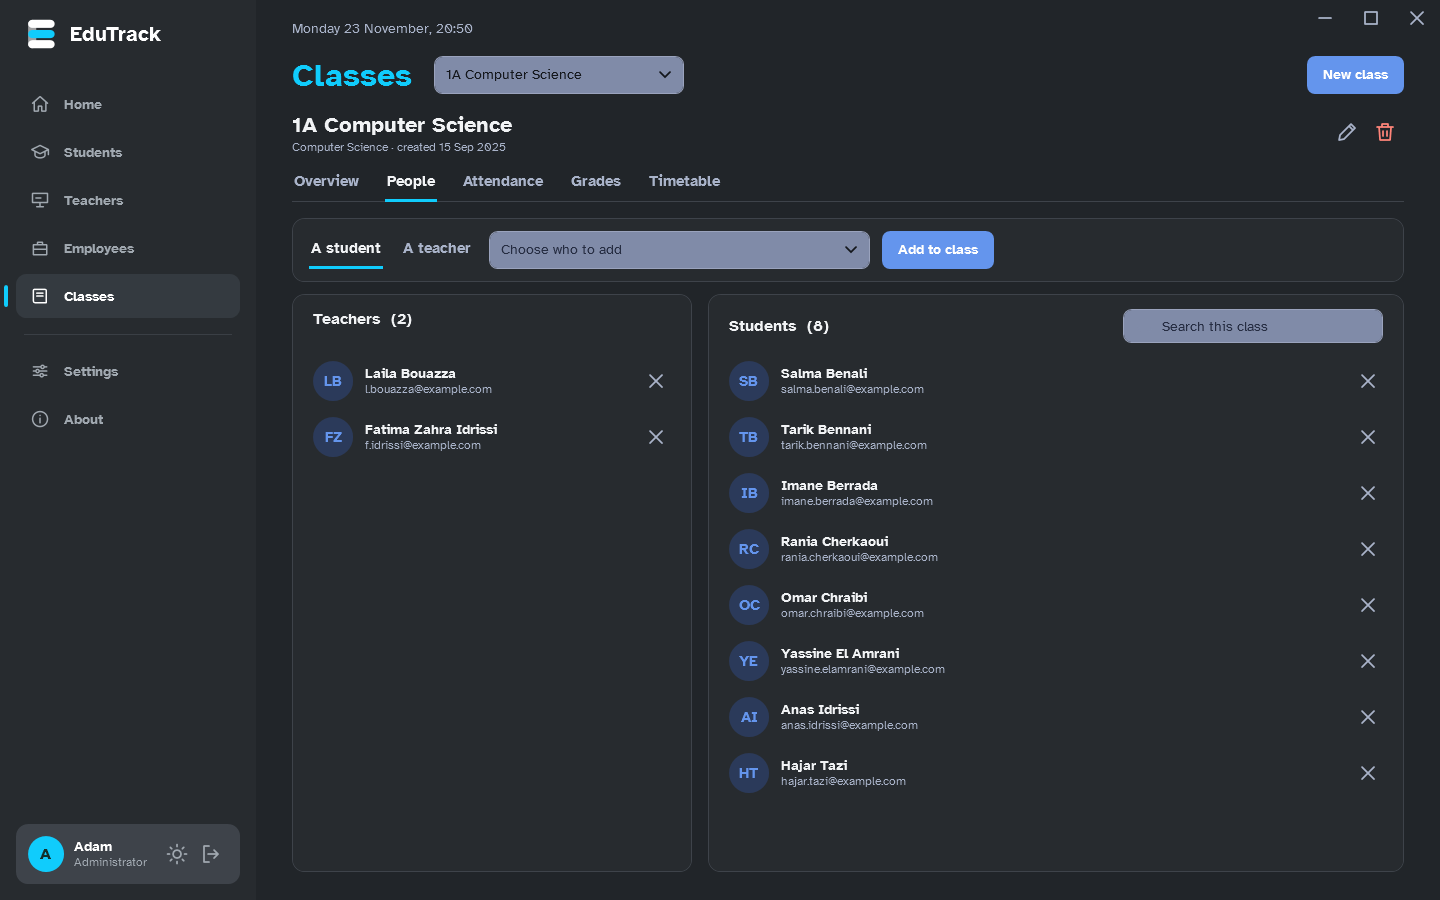 EduTrack
Home
Students
Teachers
Employees
Classes
Settings
About
A
Adam
Administrator
Monday 23 November, 20:50
Classes
1A Computer Science
New class
1A Computer Science
Computer Science · created 15 Sep 2025
Overview People Attendance Grades Timetable
A student A teacher Choose who to add Add to class
Teachers (2)
LB
Laila Bouazza
l.bouazza@example.com
FZ
Fatima Zahra Idrissi
f.idrissi@example.com
Students (8)
Search this class
SB
Salma Benali
salma.benali@example.com
TB
Tarik Bennani
tarik.bennani@example.com
IB
Imane Berrada
imane.berrada@example.com
RC
Rania Cherkaoui
rania.cherkaoui@example.com
OC
Omar Chraibi
omar.chraibi@example.com
YE
Yassine El Amrani
yassine.elamrani@example.com
AI
Anas Idrissi
anas.idrissi@example.com
HT
Hajar Tazi
hajar.tazi@example.com